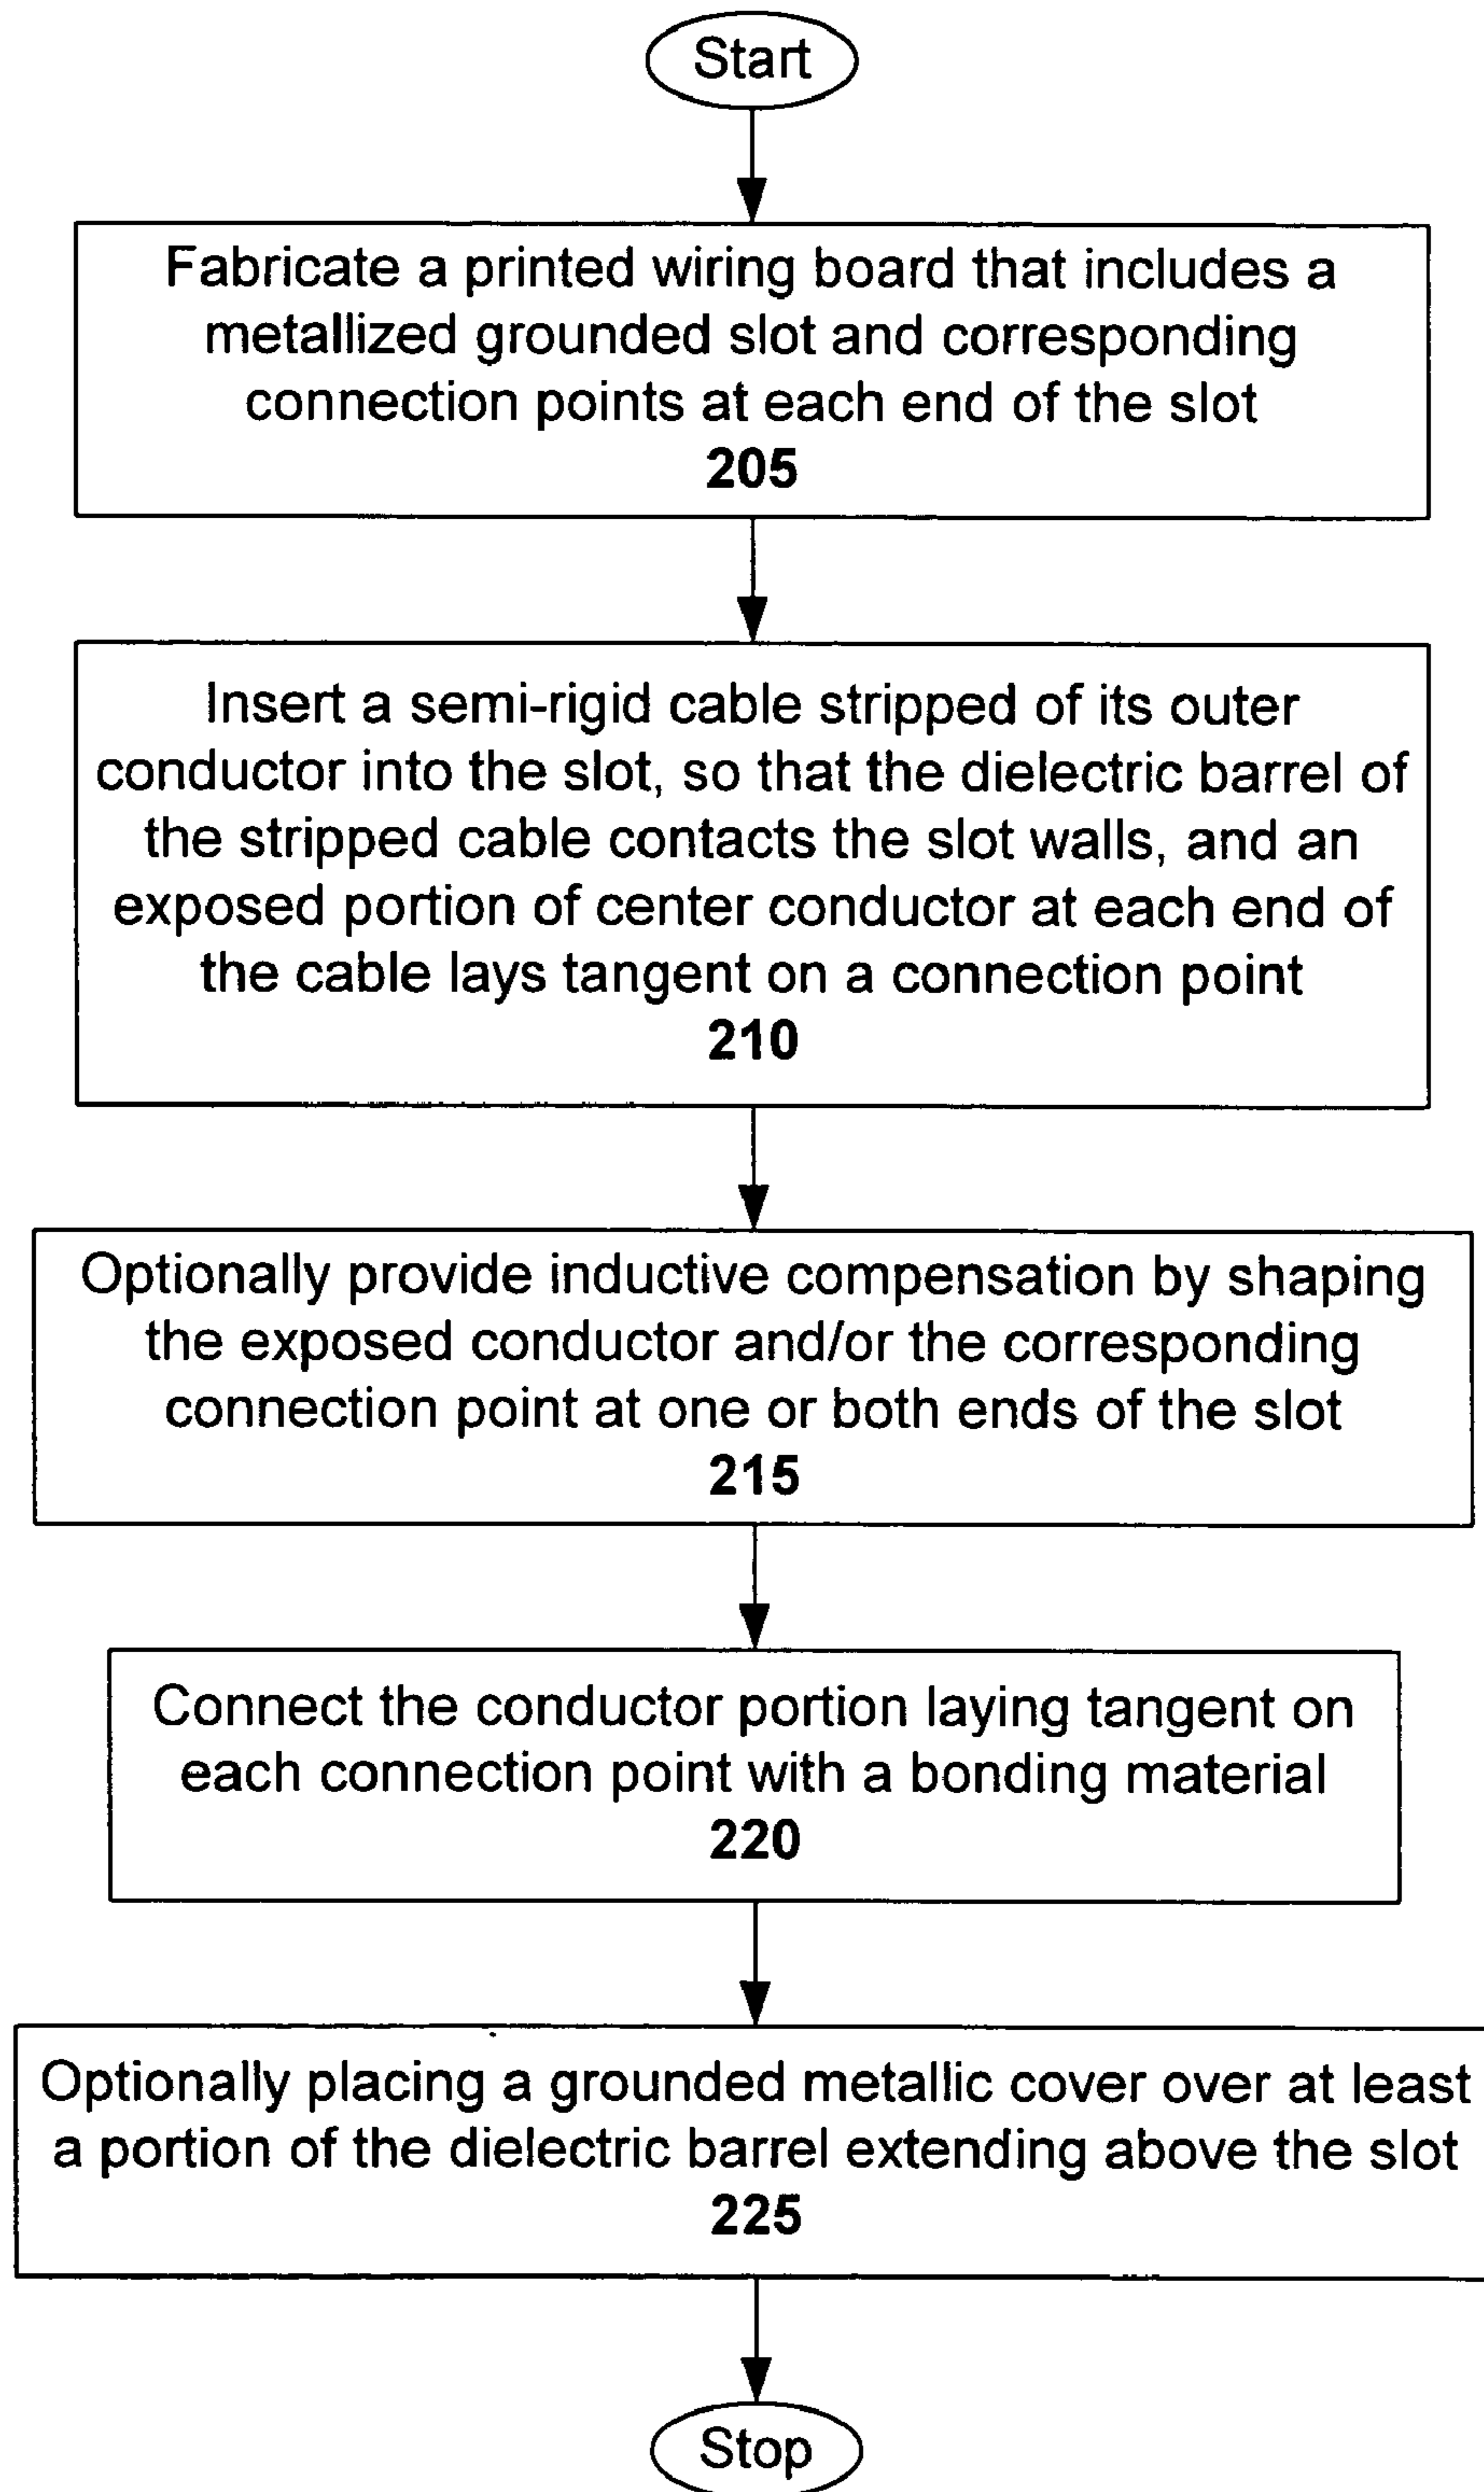 Start
Fabricate a printed wiring board that includes a
metallized grounded slot and corresponding
connection points at each end of the slot
205
Insert a semi-rigid cable stripped of its outer
conductor into the slot, so that the dielectric barrel of
the stripped cable contacts the slot walls, and an
exposed portion of center conductor at each end of
the cable lays tangent on a connection point
210
Optionally provide inductive compensation by shaping
the exposed conductor and/or the corresponding
connection point at one or both ends of the slot
215
Connect the conductor portion laying tangent on
each connection point with a bonding material
220
Optionally placing a grounded metallic cover over at least
a portion of the dielectric barrel extending above the slot
225
Stop